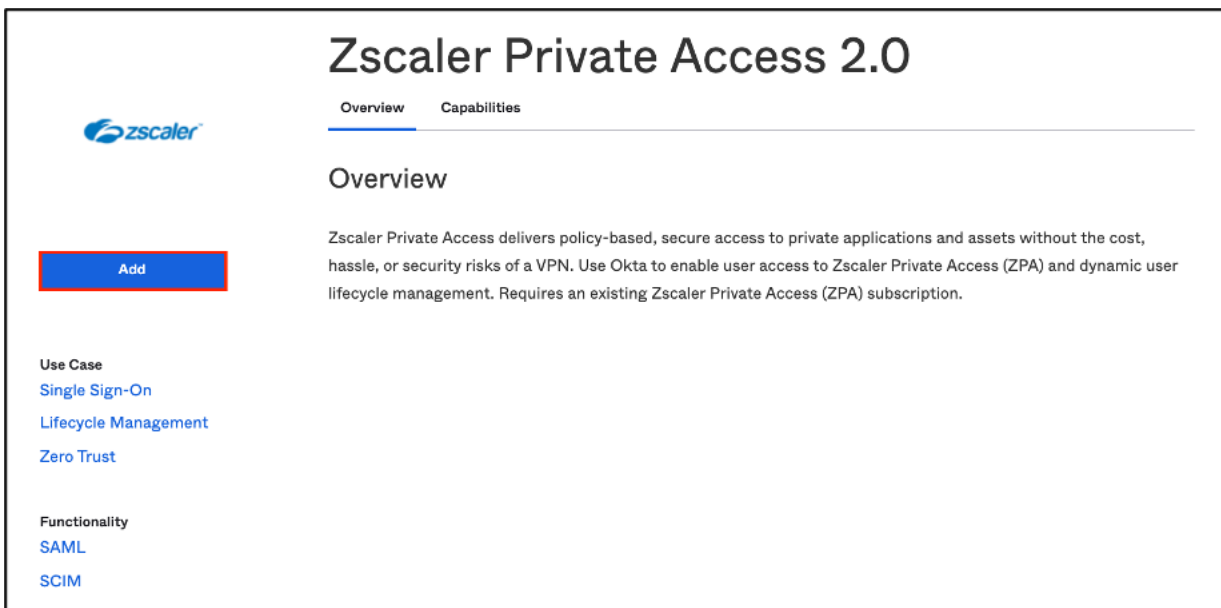 Zscaler Private Access 2.0
Overview Capabilities
zscaler™
Overview
Zscaler Private Access delivers policy-based, secure access to private applications and assets without the cost,
hassle, or security risks of a VPN. Use Okta to enable user access to Zscaler Private Access (ZPA) and dynamic user
lifecycle management. Requires an existing Zscaler Private Access (ZPA) subscription.
Add
Use Case
Single Sign-On
Lifecycle Management
Zero Trust
Functionality
SAML
SCIM